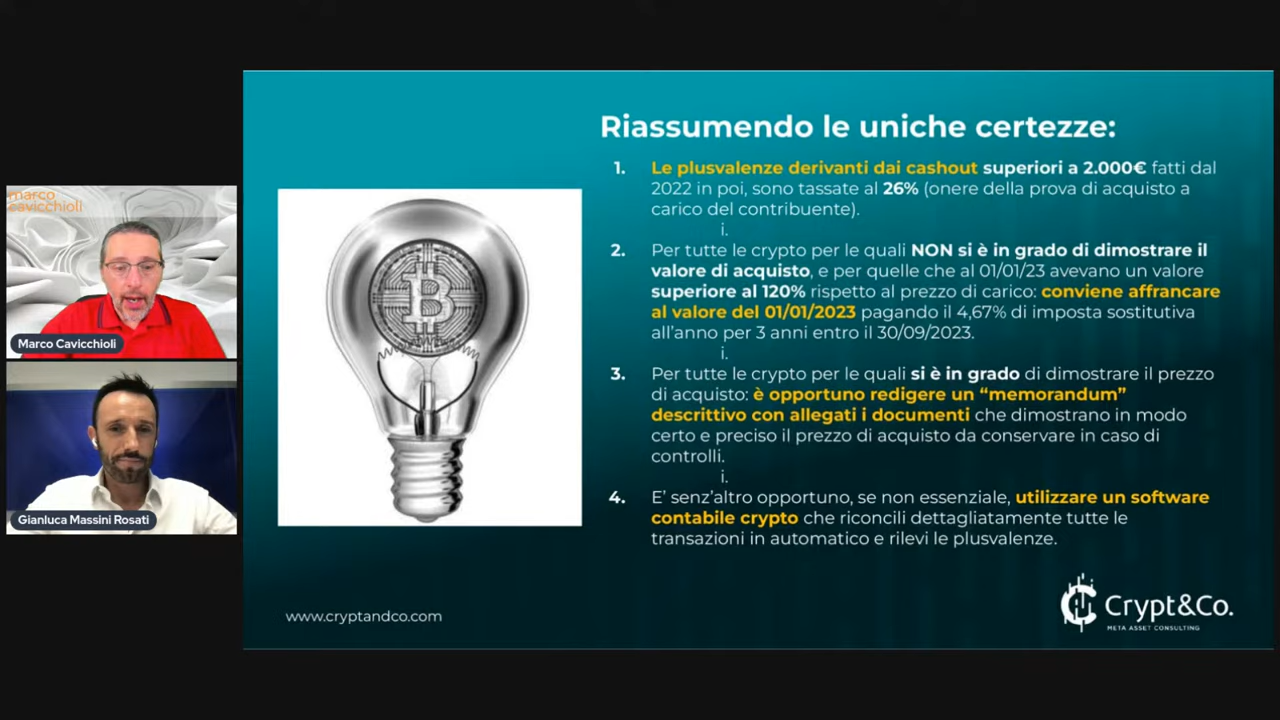 marco
cavicchioli
Marco Cavicchioli
Gianluca Massini Rosati
Riassumendo le uniche certezze:
1. Le plusvalenze derivanti dai cashout superiori a 2.000€ fatti dal
2022 in poi, sono tassate al 26% (onere della prova di acquisto a
carico del contribuente).
i.
2. Per tutte le crypto per le quali NON si è in grado di dimostrare il
valore di acquisto, e per quelle che al 01/01/23 avevano un valore
superiore al 120% rispetto al prezzo di carico: conviene affrancare
al valore del 01/01/2023 pagando il 4,67% di imposta sostitutiva
all'anno per 3 anni entro il 30/09/2023.
i.
3. Per tutte le crypto per le quali si è in grado di dimostrare il prezzo
di acquisto: è opportuno redigere un “memorandum”
descrittivo con allegati i documenti che dimostrano in modo
certo e preciso il prezzo di acquisto da conservare in caso di
controlli.
i.
4. E' senz'altro opportuno, se non essenziale, utilizzare un software
contabile crypto che riconcili dettagliatamente tutte le
transazioni in automatico e rilevi le plusvalenze.
www.cryptandco.com
Crypt&Co.
META ASSET CONSULTING